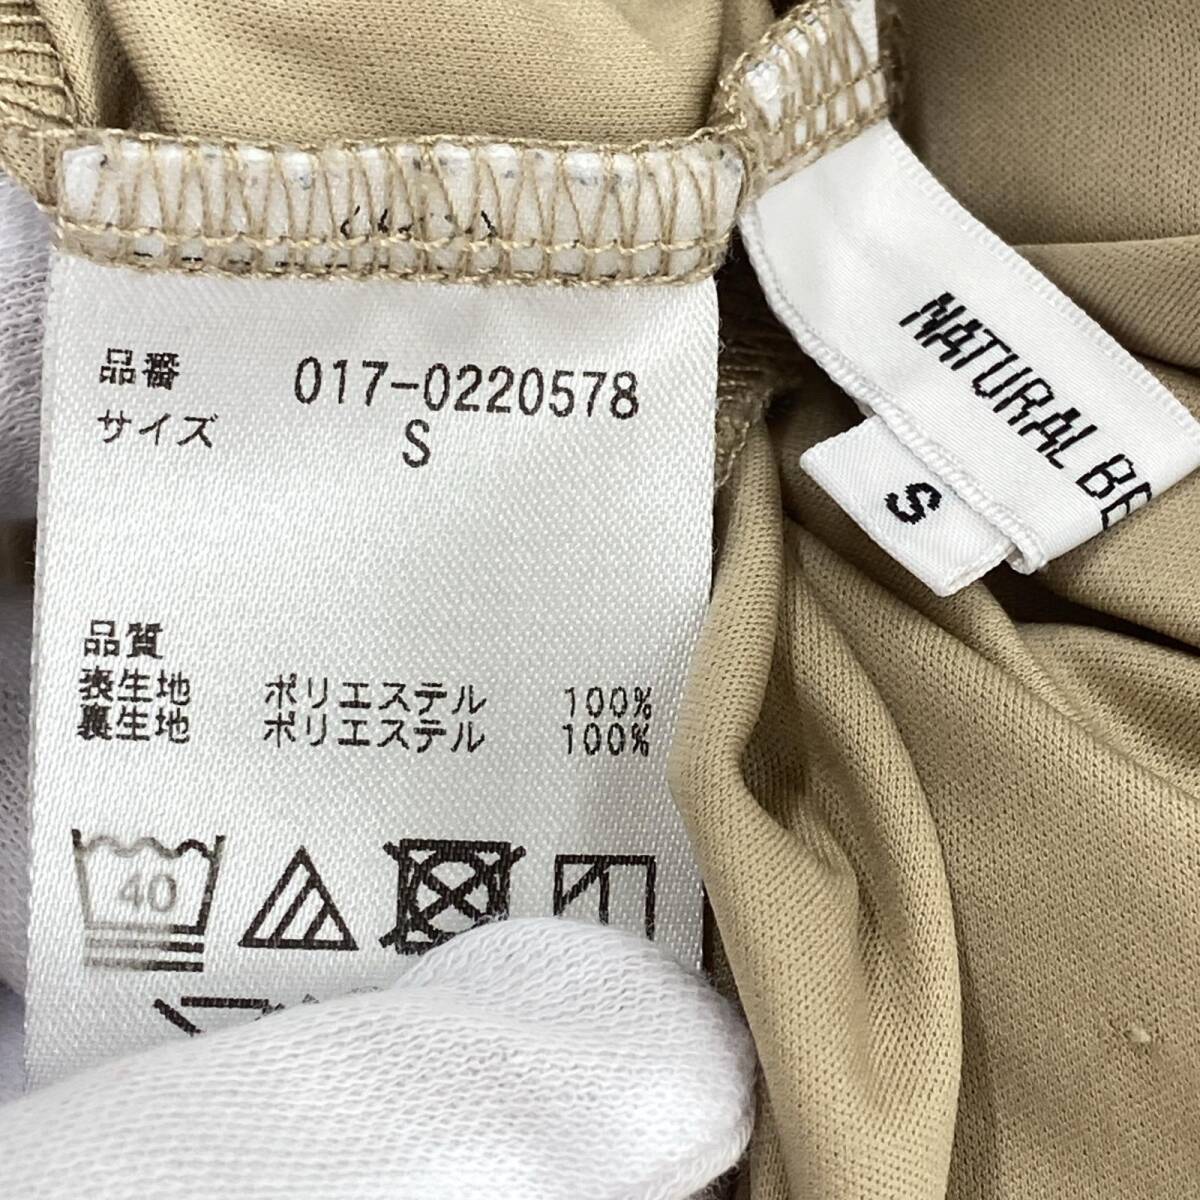 品番 017-0220578
サイズ S
品質
表生地 ポリエステル 100%
裏生地 ポリエステル 100%
40
NATURAL BE
S